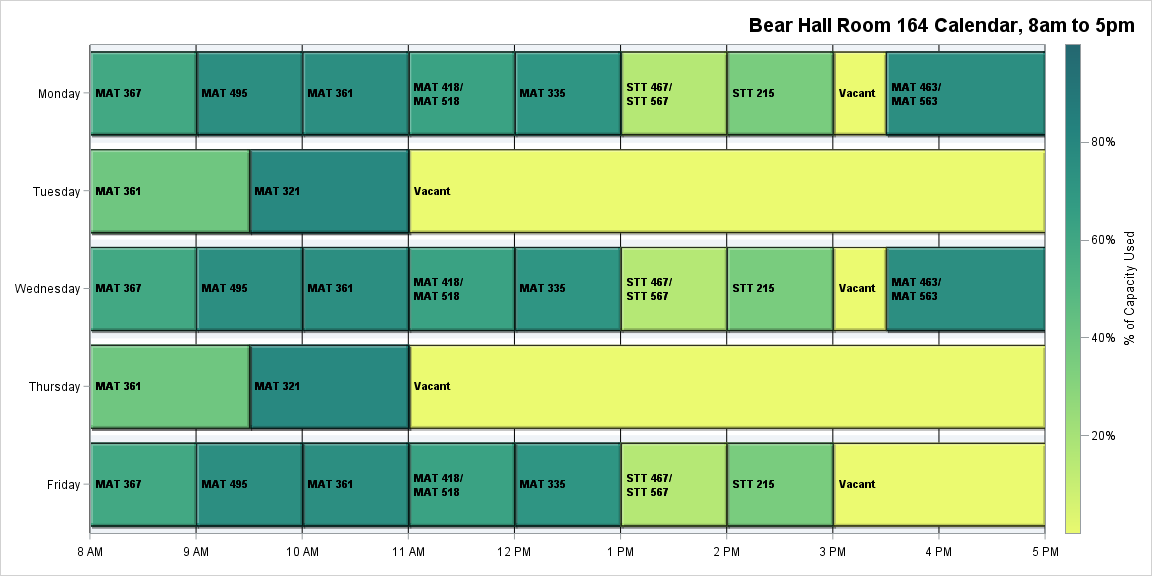 Bear Hall Room 164 Calendar, 8am to 5pm
Monday
MAT 367
MAT 495
MAT 361
MAT 418/
MAT 518
MAT 335
STT 467/
STT 567
STT 215
Vacant
MAT 463/
MAT 563
Tuesday
MAT 361
MAT 321
Vacant
Wednesday
MAT 367
MAT 495
MAT 361
MAT 418/
MAT 518
MAT 335
STT 467/
STT 567
STT 215
Vacant
MAT 463/
MAT 563
Thursday
MAT 361
MAT 321
Vacant
Friday
MAT 367
MAT 495
MAT 361
MAT 418/
MAT 518
MAT 335
STT 467/
STT 567
STT 215
Vacant
8 AM
9 AM
10 AM
11 AM
12 PM
1 PM
2 PM
3 PM
4 PM
5 PM
80%
60%
40%
20%
% of Capacity Used